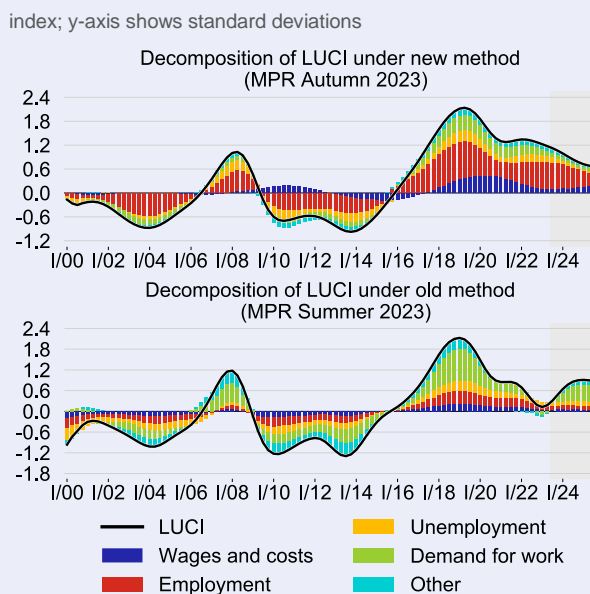 index; y-axis shows standard deviations
Decomposition of LUCI under new method
(MPR Autumn 2023)
2.4
1.8
1.2
0.6
0.0
-0.6
-1.2
I/00 I/02 I/04 I/06 I/08 I/10 I/12 I/14 I/16 I/18 I/20 I/22 I/24
Decomposition of LUCI under old method
(MPR Summer 2023)
2.4
1.8
1.2
0.6
0.0
-0.6
-1.2
-1.8
I/00 I/02 I/04 I/06 I/08 I/10 I/12 I/14 I/16 I/18 I/20 I/22 I/24
LUCI
Unemployment
Wages and costs
Demand for work
Employment
Other